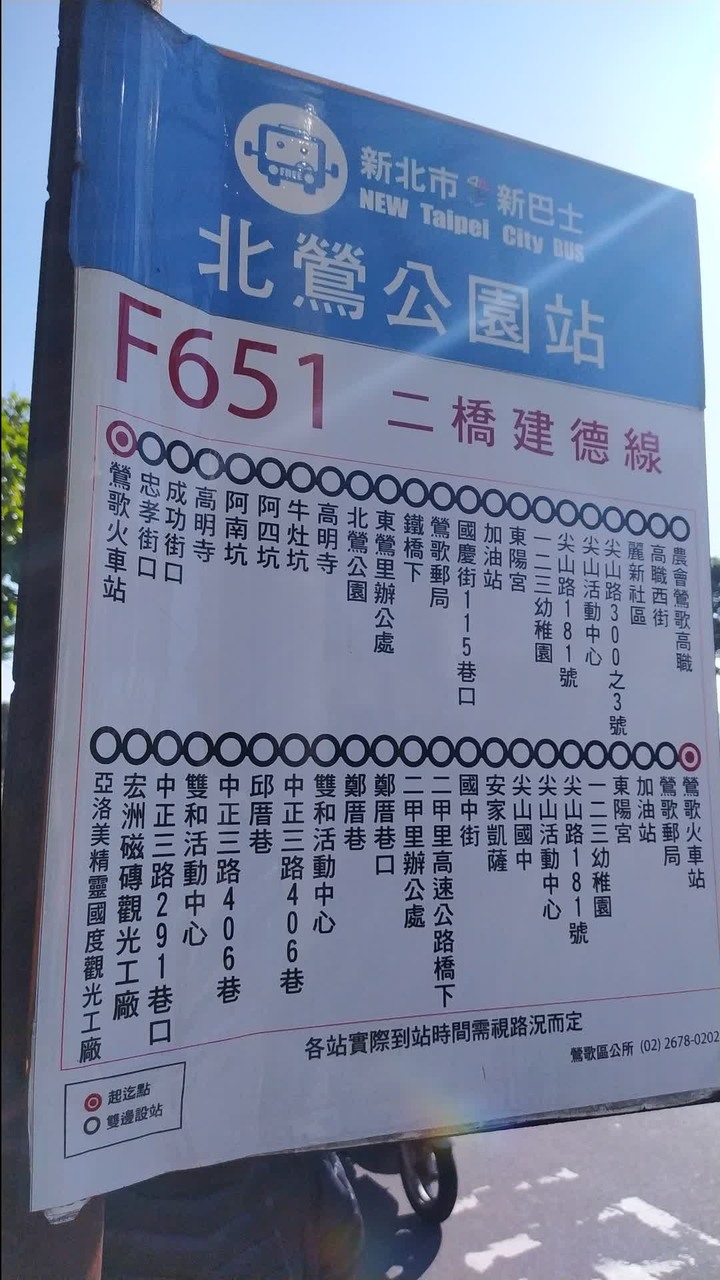 FREE
新北市 新巴士
NEW Taipei City BUS
北鶯公園站
F651 二橋建德線
鶯歌火車站
忠孝街口
成功街口
高明寺
阿南坑
阿四坑
牛灶坑
高明寺
北鶯公園
東鶯里辦公處
鐵橋下
鶯歌郵局
國慶街115巷口
加油站
東陽宮
一二三幼稚園
尖山路181號
尖山活動中心
尖山路300之3號
麗新社區
高職西街
農會鶯歌高職
亞洛美精靈國度觀光工廠
宏洲磁磚觀光工廠
中正三路291巷口
雙和活動中心
中正三路406巷
邱厝巷
中正三路406巷
雙和活動中心
鄭厝巷
鄭厝巷口
二甲里辦公處
二甲里高速公路橋下
國中街
安家凱薩
尖山國中
尖山活動中心
尖山路181號
一二三幼稚園
東陽宮
加油站
鶯歌郵局
鶯歌火車站
各站實際到站時間需視路況而定
鶯歌區公所 (02) 2678-0202
起迄點
雙邊設站